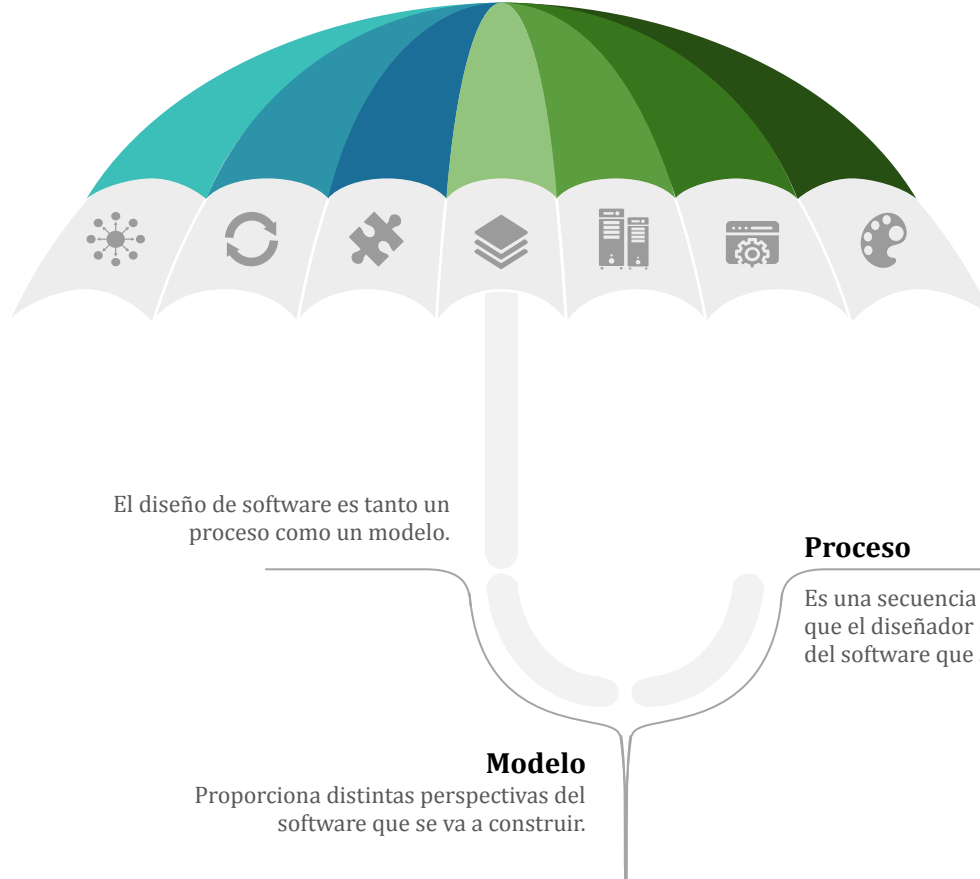 El diseño de software es tanto un
proceso como un modelo.
Proceso
Es una secuencia
que el diseñador
del software que
Modelo
Proporciona distintas perspectivas del
software que se va a construir.